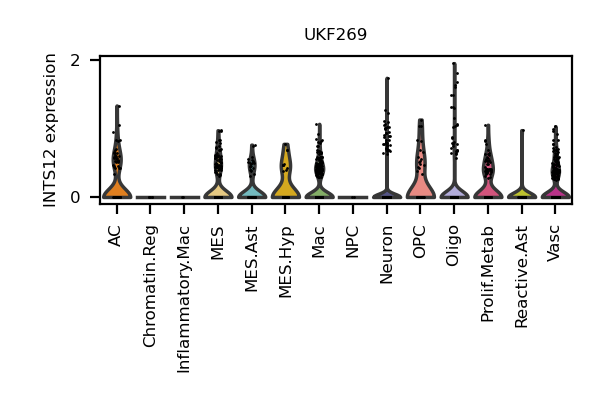 UKF269
INTS12 expression
2
0
AC
Chromatin.Reg
Inflammatory.Mac
MES
MES.Ast
MES.Hyp
Mac
NPC
Neuron
OPC
Oligo
Prolif.Metab
Reactive.Ast
Vasc